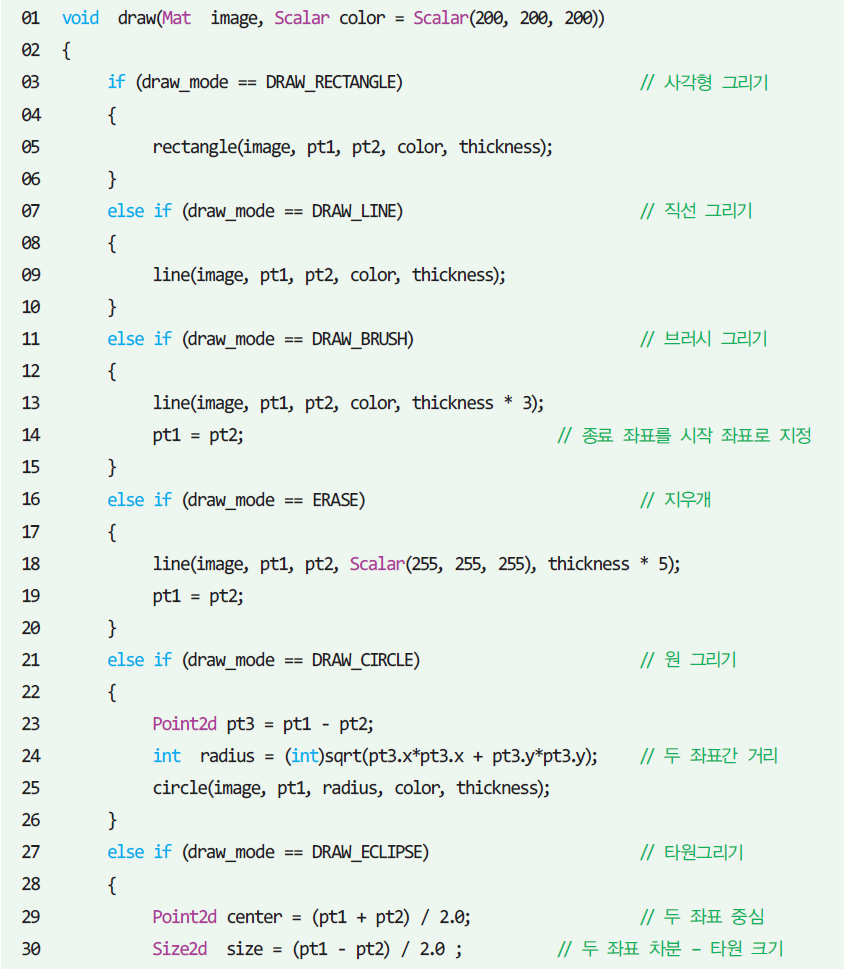 01 void draw(Mat image, Scalar color = Scalar(200, 200, 200))
02 {
03 if (draw_mode == DRAW_RECTANGLE) // 사각형 그리기
04 {
05 rectangle(image, pt1, pt2, color, thickness);
06 }
07 else if (draw_mode == DRAW_LINE) // 직선 그리기
08 {
09 line(image, pt1, pt2, color, thickness);
10 }
11 else if (draw_mode == DRAW_BRUSH) // 브러시 그리기
12 {
13 line(image, pt1, pt2, color, thickness * 3);
14 pt1 = pt2; // 종료 좌표를 시작 좌표로 지정
15 }
16 else if (draw_mode == ERASE) // 지우개
17 {
18 line(image, pt1, pt2, Scalar(255, 255, 255), thickness * 5);
19 pt1 = pt2;
20 }
21 else if (draw_mode == DRAW_CIRCLE) // 원 그리기
22 {
23 Point2d pt3 = pt1 - pt2;
24 int radius = (int)sqrt(pt3.x*pt3.x + pt3.y*pt3.y); // 두 좌표간 거리
25 circle(image, pt1, radius, color, thickness);
26 }
27 else if (draw_mode == DRAW_ECLIPSE) // 타원그리기
28 {
29 Point2d center = (pt1 + pt2) / 2.0; // 두 좌표 중심
30 Size2d size = (pt1 - pt2) / 2.0 ; // 두 좌표 차분 – 타원 크기